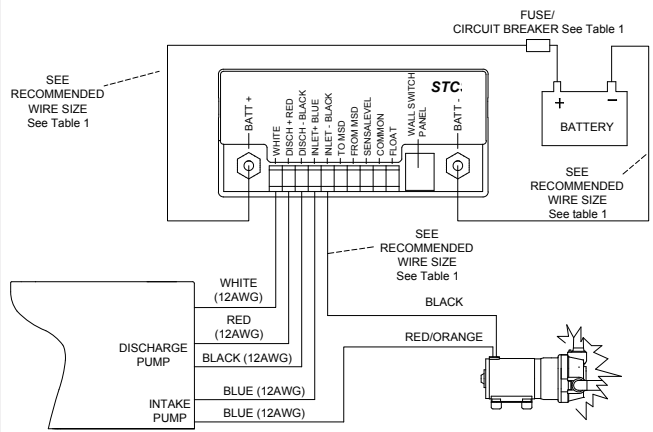 FUSE/
CIRCUIT BREAKER See Table 1
SEE
RECOMMENDED
WIRE SIZE
See Table 1
BATT +
WHITE
DISCH + RED
DISCH - BLACK
INLET+ BLUE
INLET - BLACK
TO MSD
FROM MSD
SENSALEVEL
COMMON
FLOAT
WALL SWITCH
PANEL
STC.
BATT -
+ −
BATTERY
SEE
RECOMMENDED
WIRE SIZE
See table 1
SEE
RECOMMENDED
WIRE SIZE
See Table 1
WHITE
(12AWG)
RED
(12AWG)
BLACK (12AWG)
BLUE (12AWG)
BLUE (12AWG)
DISCHARGE
PUMP
INTAKE
PUMP
BLACK
RED/ORANGE